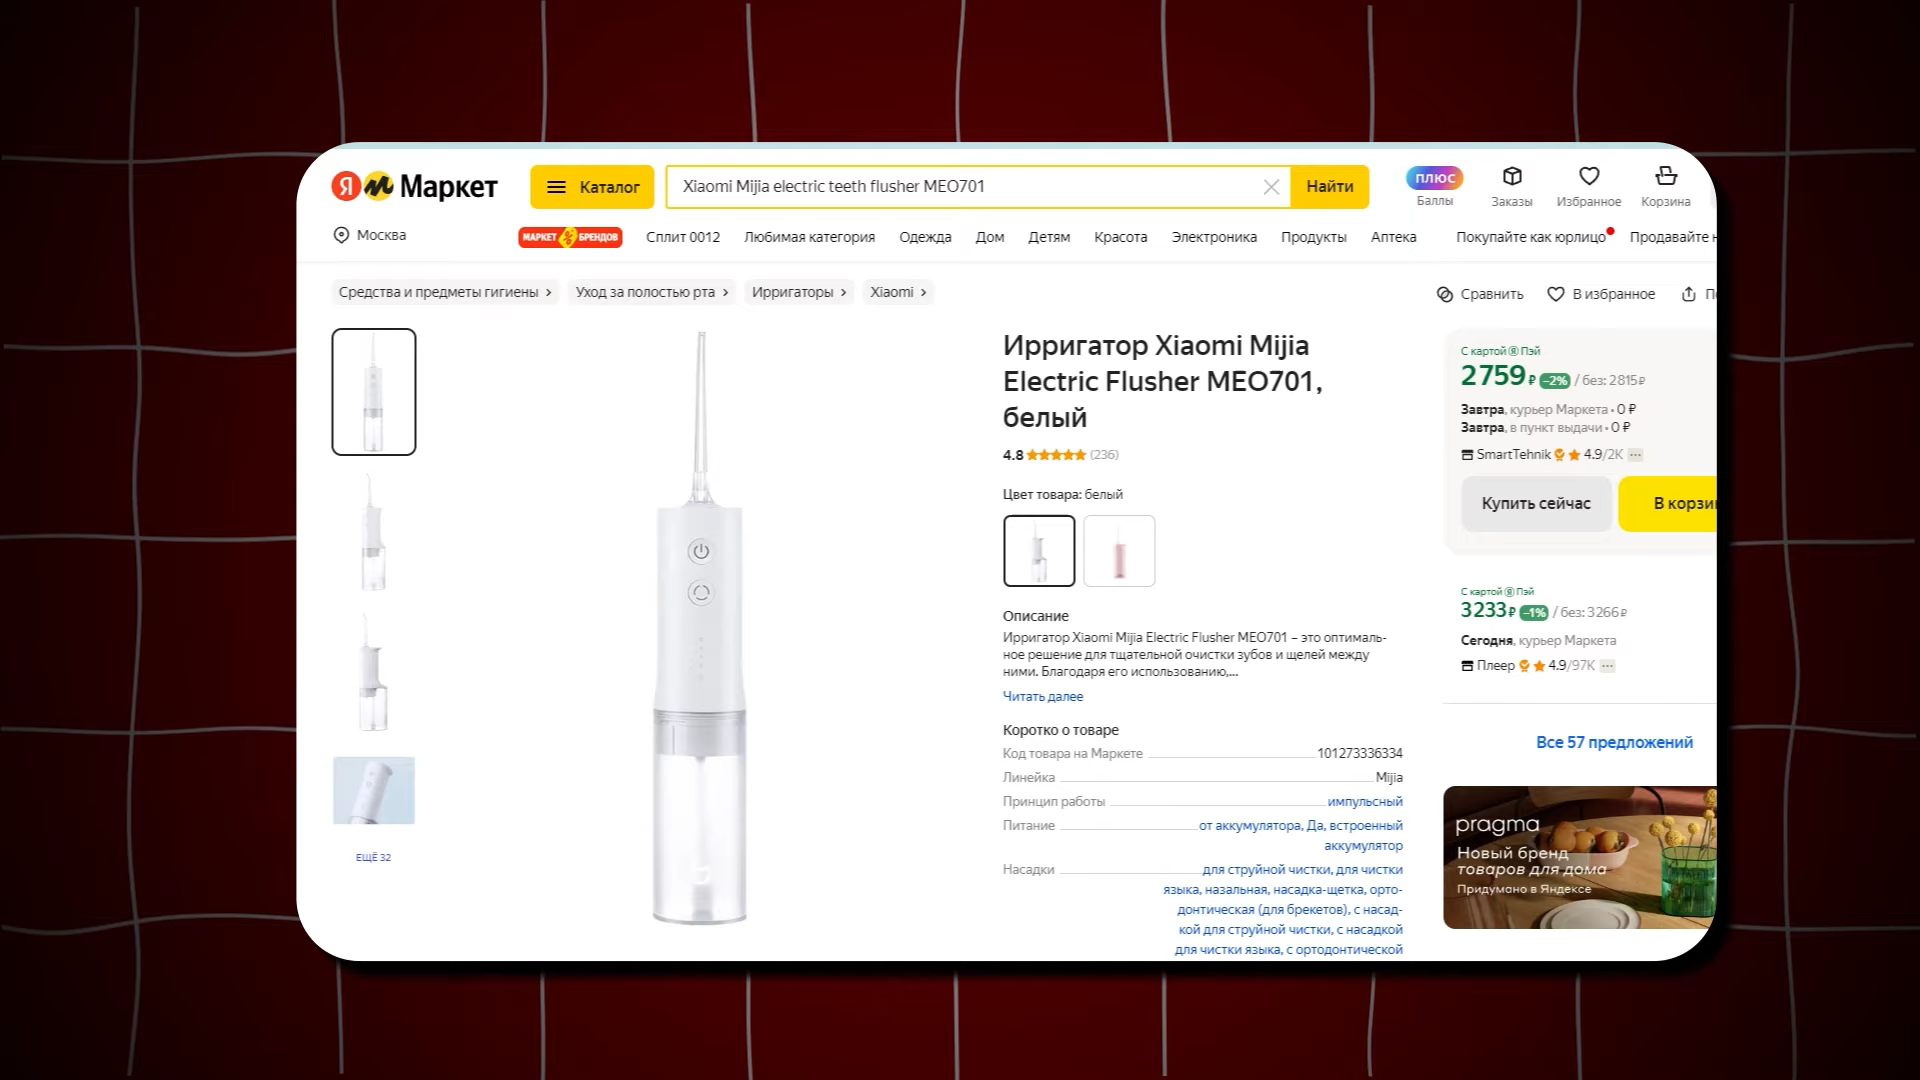 Я Маркет
Каталог
Xiaomi Mijia electric teeth flusher MEO701
Найти
плюс
Баллы
Заказы
Избранное
Корзина
Москва
МАРКЕТ % БРЕНДОВ
Сплит 0012
Любимая категория
Одежда
Дом
Детям
Красота
Электроника
Продукты
Аптека
Покупайте как юрлицо
Продавайте
Средства и предметы гигиены
Уход за полостью рта
Ирригаторы
Xiaomi
Сравнить
В избранное
Ирригатор Xiaomi Mijia
Electric Flusher MEO701,
белый
4.8 (236)
Цвет товара: белый
Описание
Ирригатор Xiaomi Mijia Electric Flusher MEO701 – это оптималь-
ное решение для тщательной очистки зубов и щелей между
ними. Благодаря его использованию,...
Читать далее
Коротко о товаре
Код товара на Маркете 101273336334
Линейка Mijia
Принцип работы импульсный
Питание от аккумулятора, Да, встроенный
аккумулятор
Насадки для струйной чистки, для чистки
языка, назальная, насадка-щетка, орто-
донтическая (для брекетов), с насад-
кой для струйной чистки, с насадкой
для чистки языка, с ортодонтической
ЕЩЁ 32
С картой Я Пэй
2759 ₽ –2% / без: 2815 ₽
Завтра, курьер Маркета • 0 ₽
Завтра, в пункт выдачи • 0 ₽
SmartTehnik 4.9/2K
Купить сейчас
В корзи
С картой Я Пэй
3233 ₽ –1% / без: 3266 ₽
Сегодня, курьер Маркета
Плеер 4.9/97K
Все 57 предложений
pragma
Новый бренд
товаров для дома
Придумано в Яндексе